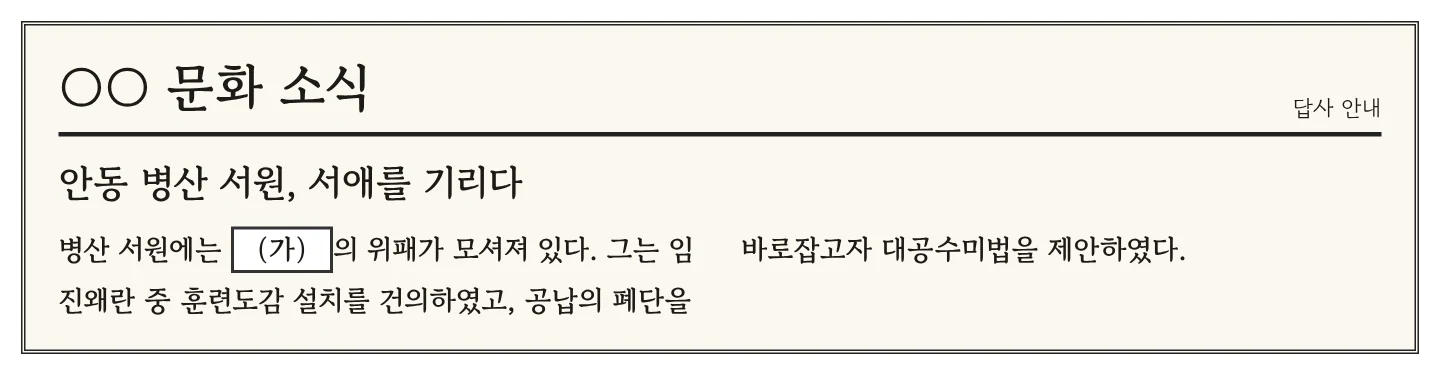 ○○ 문화 소식
답사 안내
안동 병산 서원, 서애를 기리다
병산 서원에는 (가)의 위패가 모셔져 있다. 그는 임
진왜란 중 훈련도감 설치를 건의하였고, 공납의 폐단을
바로잡고자 대공수미법을 제안하였다.